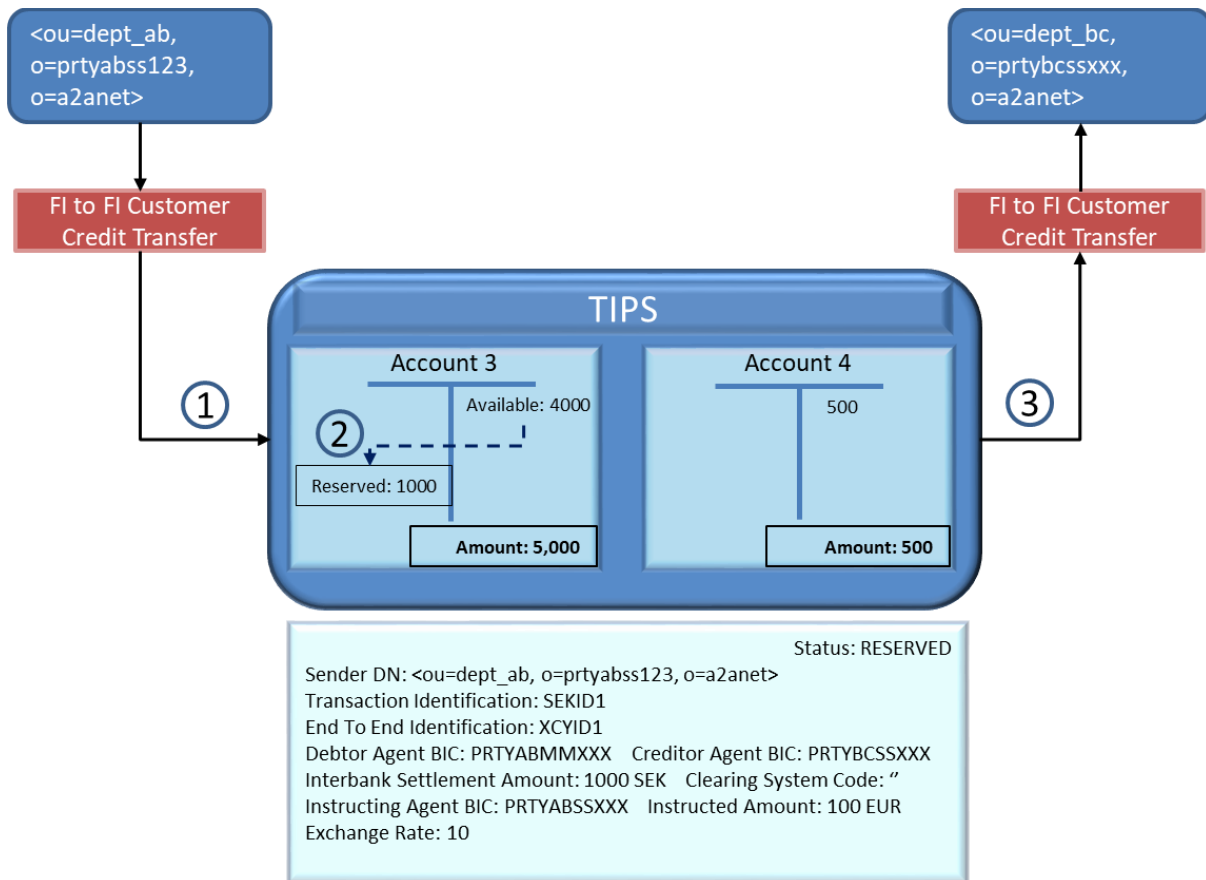 <ou=dept_ab,
o=prtyabss123,
o=a2anet>
<ou=dept_bc,
o=prtybcssxxx,
o=a2anet>
FI to FI Customer
Credit Transfer
FI to FI Customer
Credit Transfer
TIPS
Account 3
Account 4
1
Available: 4000
500
3
2
Reserved: 1000
Amount: 5,000
Amount: 500
Status: RESERVED
Sender DN: <ou=dept_ab, o=prtyabss123, o=a2anet>
Transaction Identification: SEKID1
End To End Identification: XCYID1
Debtor Agent BIC: PRTYABMMXXX Creditor Agent BIC: PRTYBCSSXXX
Interbank Settlement Amount: 1000 SEK Clearing System Code: ‘’
Instructing Agent BIC: PRTYABSSXXX Instructed Amount: 100 EUR
Exchange Rate: 10